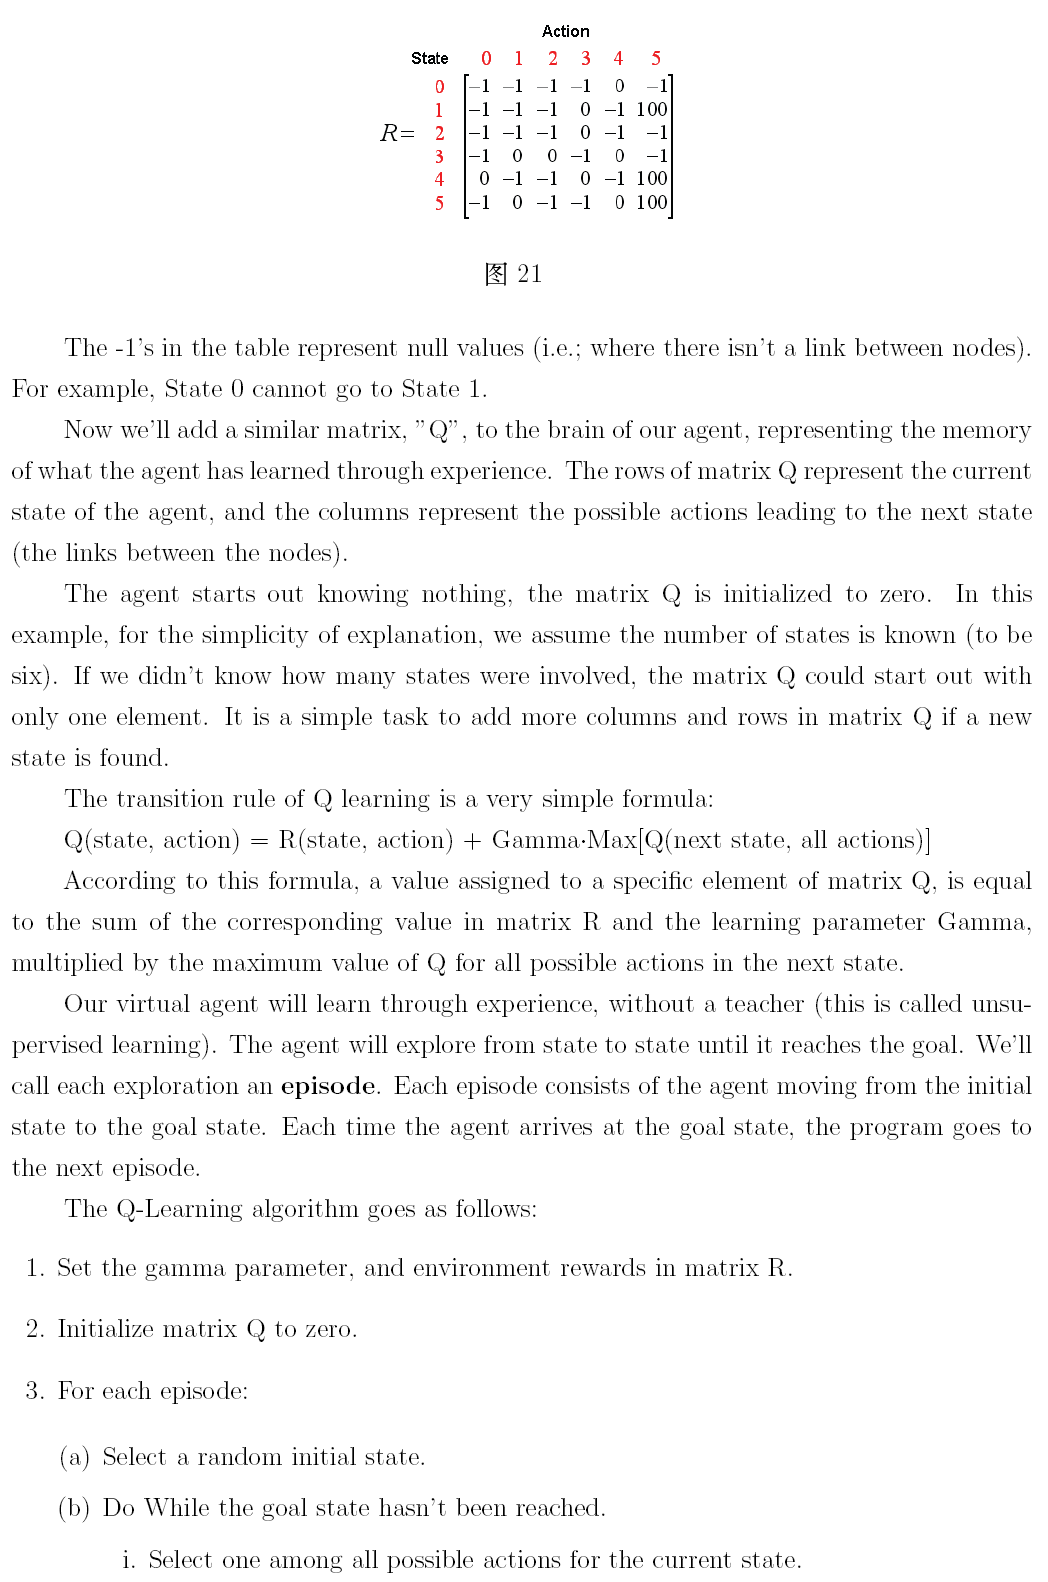 Action
State 0 1 2 3 4 5
0 −1 −1 −1 −1 0 −1
1 −1 −1 −1 0 −1 100
R= 2 −1 −1 −1 0 −1 −1
3 −1 0 0 −1 0 −1
4 0 −1 −1 0 −1 100
5 −1 0 −1 −1 0 100
图 21
The -1's in the table represent null values (i.e.; where there isn't a link between nodes).
For example, State 0 cannot go to State 1.
Now we'll add a similar matrix, ”Q”, to the brain of our agent, representing the memory
of what the agent has learned through experience. The rows of matrix Q represent the current
state of the agent, and the columns represent the possible actions leading to the next state
(the links between the nodes).
The agent starts out knowing nothing, the matrix Q is initialized to zero. In this
example, for the simplicity of explanation, we assume the number of states is known (to be
six). If we didn't know how many states were involved, the matrix Q could start out with
only one element. It is a simple task to add more columns and rows in matrix Q if a new
state is found.
The transition rule of Q learning is a very simple formula:
Q(state, action) = R(state, action) + Gamma·Max[Q(next state, all actions)]
According to this formula, a value assigned to a specific element of matrix Q, is equal
to the sum of the corresponding value in matrix R and the learning parameter Gamma,
multiplied by the maximum value of Q for all possible actions in the next state.
Our virtual agent will learn through experience, without a teacher (this is called unsu-
pervised learning). The agent will explore from state to state until it reaches the goal. We'll
call each exploration an episode. Each episode consists of the agent moving from the initial
state to the goal state. Each time the agent arrives at the goal state, the program goes to
the next episode.
The Q-Learning algorithm goes as follows:
1. Set the gamma parameter, and environment rewards in matrix R.
2. Initialize matrix Q to zero.
3. For each episode:
(a) Select a random initial state.
(b) Do While the goal state hasn't been reached.
i. Select one among all possible actions for the current state.